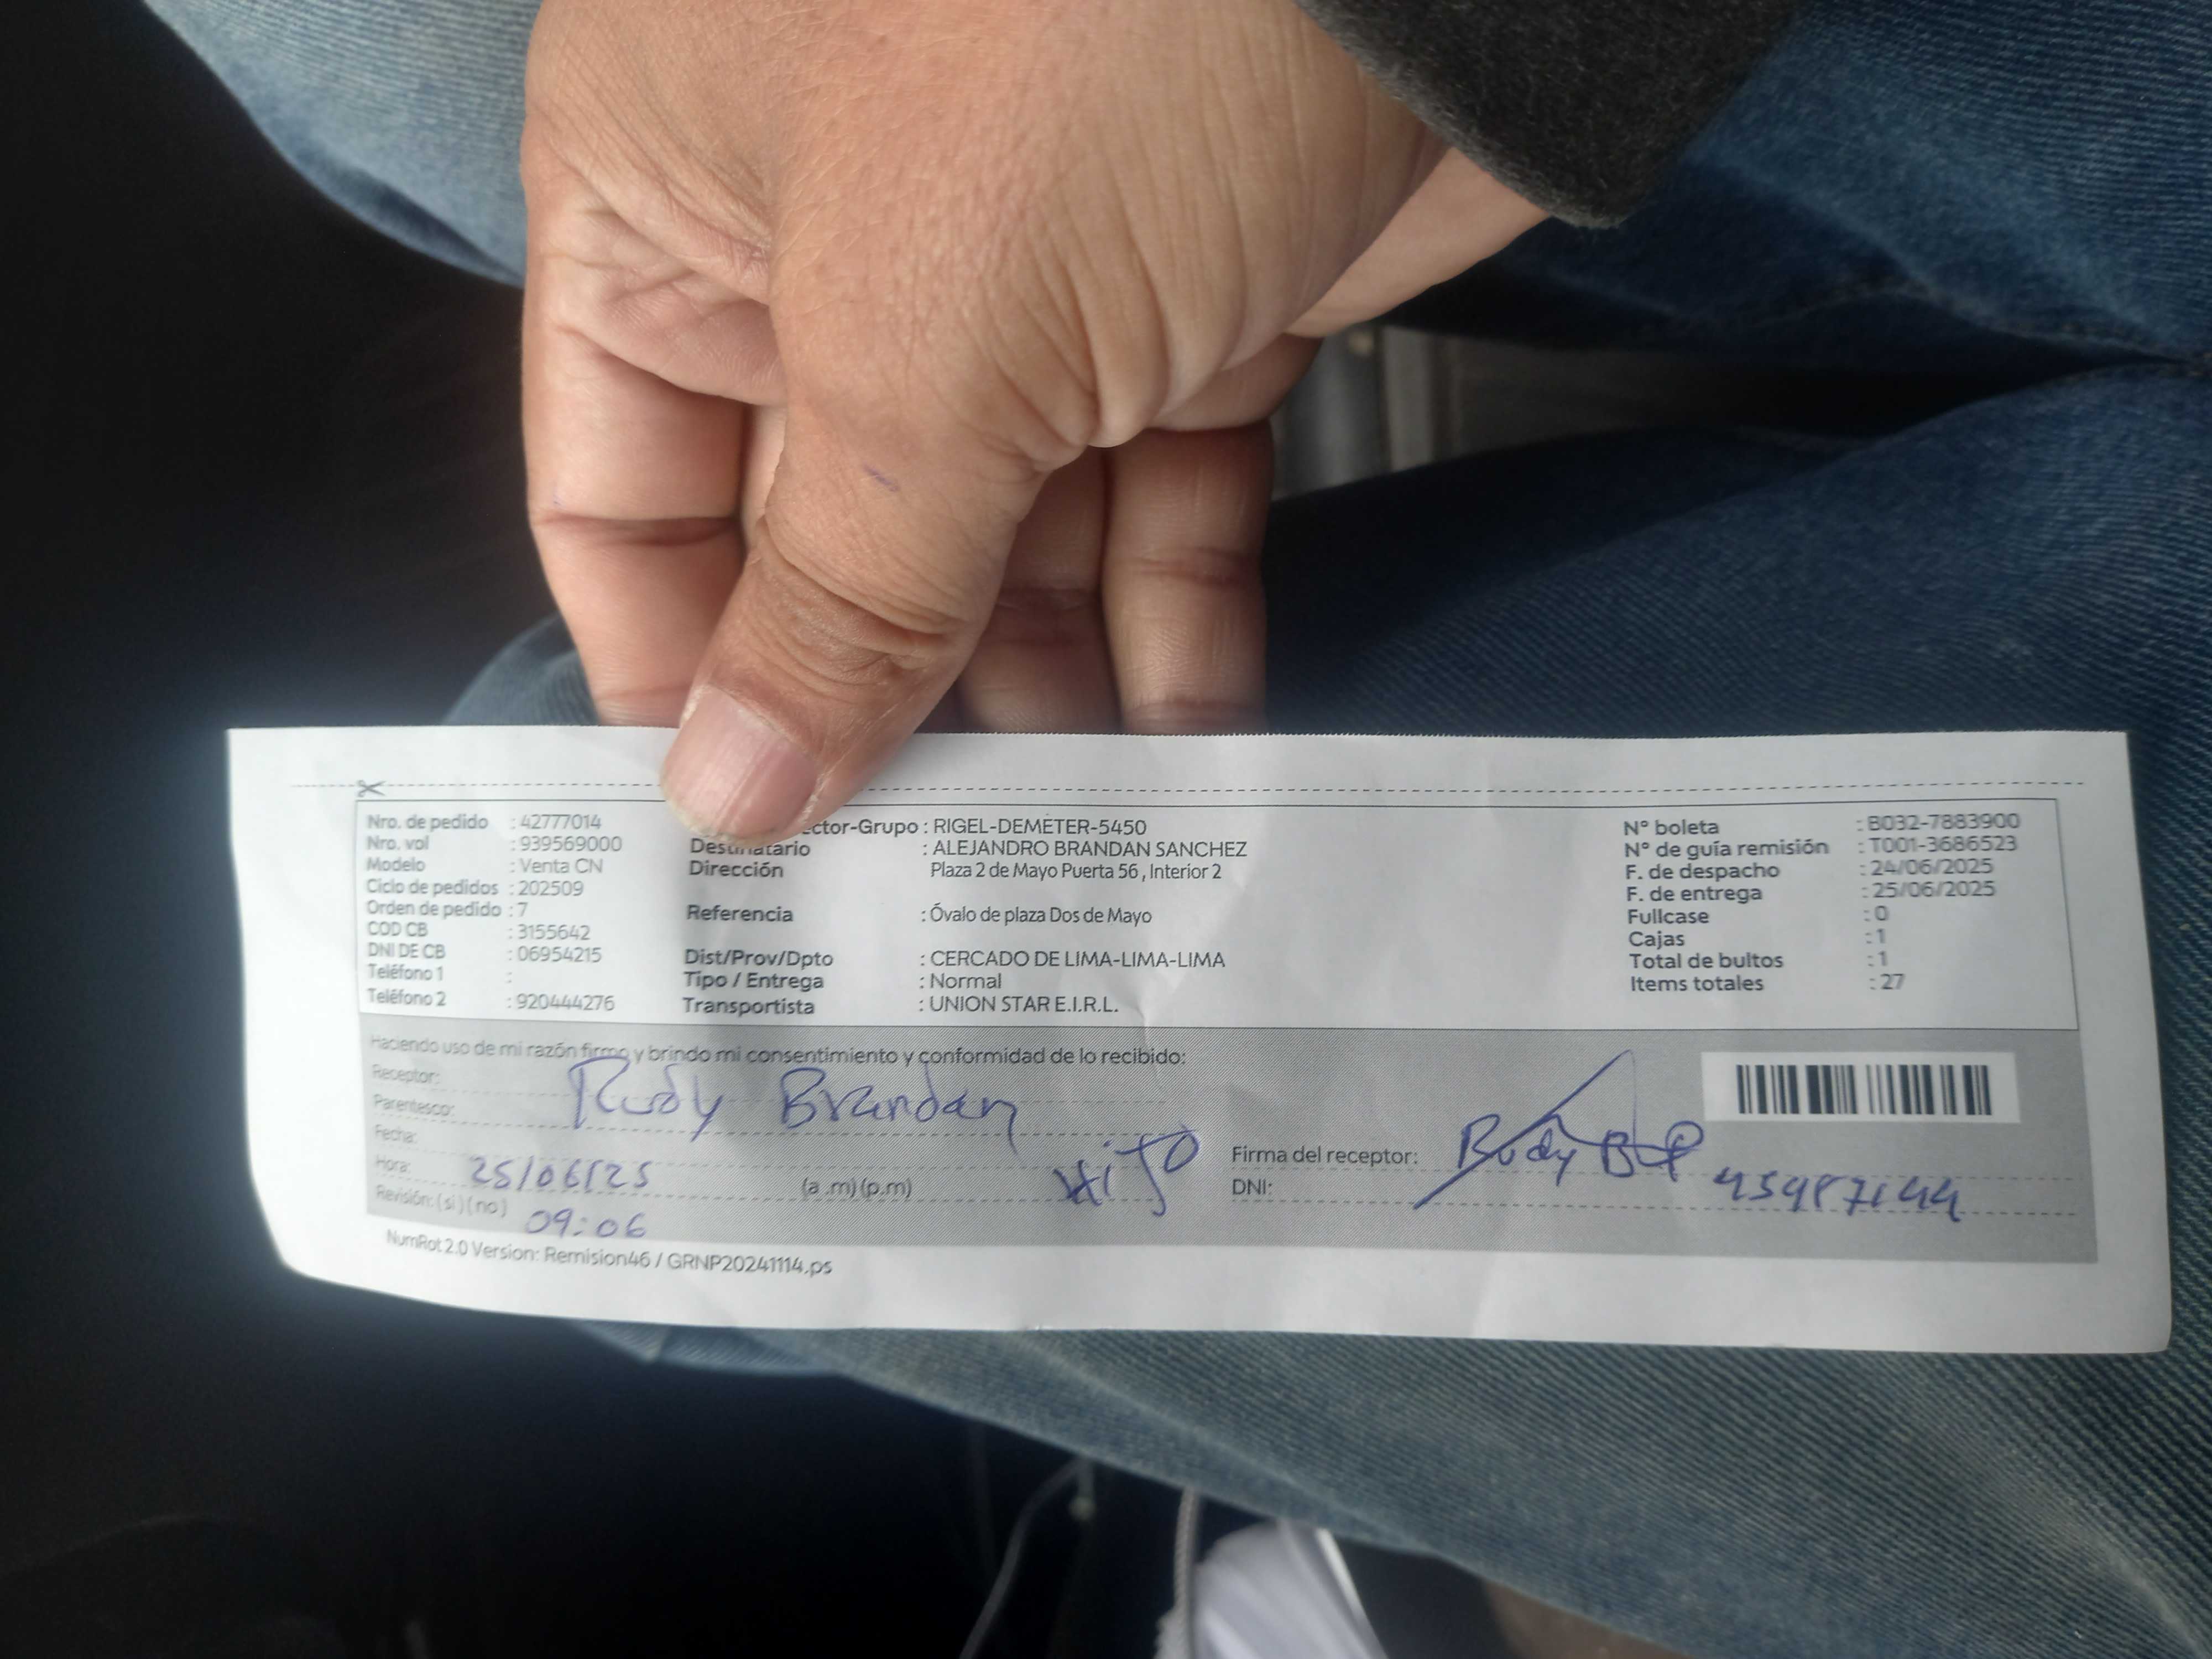 Nro. de pedido : 42777014
Nro. vol : 939569000
Modelo : Venta CN
Ciclo de pedidos : 202509
Orden de pedido : 7
COD CB : 3155642
DNI DE CB : 06954215
Teléfono 1 :
Teléfono 2 : 920444276
ctor-Grupo : RIGEL-DEMETER-5450
Destinatario : ALEJANDRO BRANDAN SANCHEZ
Dirección Plaza 2 de Mayo Puerta 56 , Interior 2
Referencia : Óvalo de plaza Dos de Mayo
Dist/Prov/Dpto : CERCADO DE LIMA-LIMA-LIMA
Tipo / Entrega : Normal
Transportista : UNION STAR E.I.R.L.
N° boleta : B032-7883900
N° de guía remisión : T001-3686523
F. de despacho : 24/06/2025
F. de entrega : 25/06/2025
Fullcase : 0
Cajas : 1
Total de bultos : 1
Items totales : 27
Haciendo uso de mi razón firmo y brindo mi consentimiento y conformidad de lo recibido:
Receptor: Rudy Brandan
Parentesco: Hijo
Fecha: 25/06/25
Hora: 09:06 (a .m) (p.m)
Revisión: (si) (no)
Firma del receptor: Rudy
DNI:
NumRot 2.0 Version: Remision46 / GRNP20241114.ps